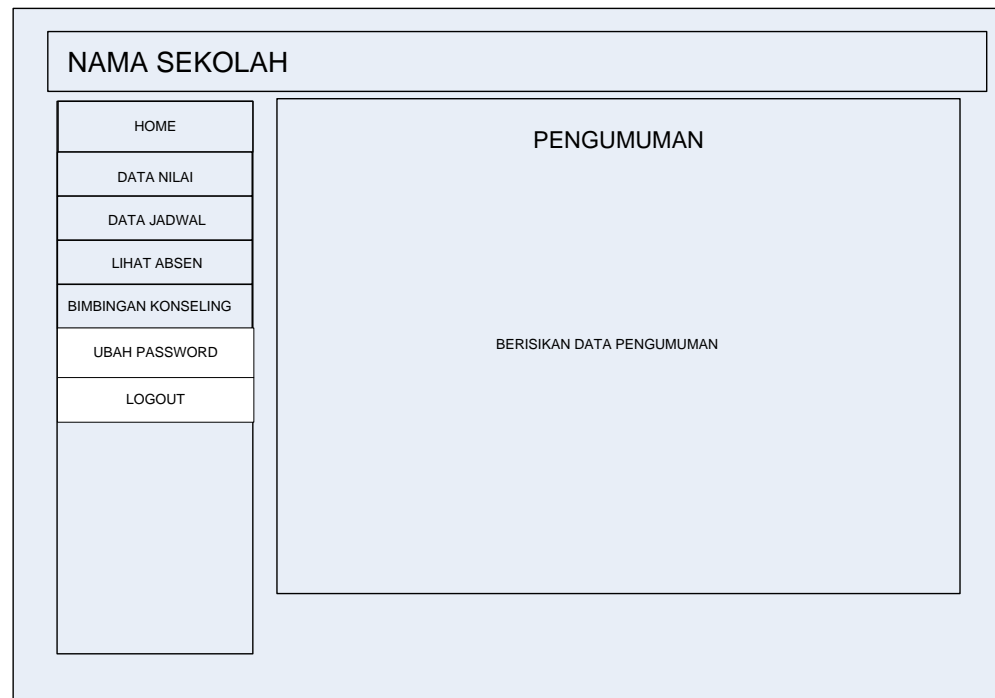 NAMA SEKOLAH
HOME
DATA NILAI
DATA JADWAL
LIHAT ABSEN
BIMBINGAN KONSELING
UBAH PASSWORD
LOGOUT
PENGUMUMAN
BERISIKAN DATA PENGUMUMAN